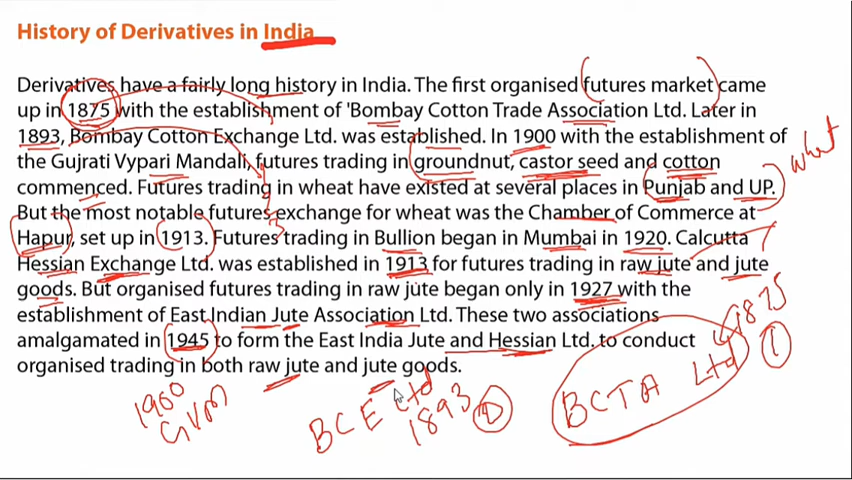 History of Derivatives in India
Derivatives have a fairly long history in India. The first organised futures market came
up in 1875 with the establishment of 'Bombay Cotton Trade Association Ltd. Later in
1893, Bombay Cotton Exchange Ltd. was established. In 1900 with the establishment of
the Gujrati Vypari Mandali, futures trading in groundnut, castor seed and cotton
commenced. Futures trading in wheat have existed at several places in Punjab and UP.
But the most notable futures exchange for wheat was the Chamber of Commerce at
Hapur, set up in 1913. Futures trading in Bullion began in Mumbai in 1920. Calcutta
Hessian Exchange Ltd. was established in 1913 for futures trading in raw jute and jute
goods. But organised futures trading in raw jute began only in 1927 with the
establishment of East Indian Jute Association Ltd. These two associations
amalgamated in 1945 to form the East India Jute and Hessian Ltd. to conduct
organised trading in both raw jute and jute goods.
what
1900
GVM
BCE Ltd
1893 2
BCTA Ltd
1875
1